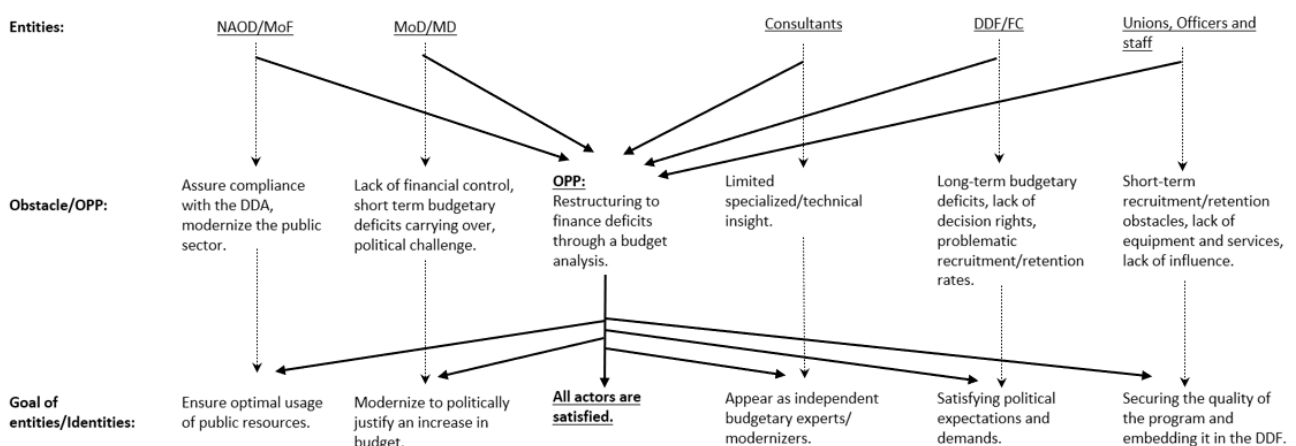 Entities:
NAOD/MoF
MoD/MD
Consultants
DDF/FC
Unions, Officers and
staff
Obstacle/OPP:
Assure compliance
with the DDA,
modernize the public
sector.
Lack of financial control,
short term budgetary
deficits carrying over,
political challenge.
OPP:
Restructuring to
finance deficits
through a budget
analysis.
Limited
specialized/technical
insight.
Long-term budgetary
deficits, lack of
decision rights,
problematic
recruitment/retention
rates.
Short-term
recruitment/retention
obstacles, lack of
equipment and services,
lack of influence.
Goal of
entities/Identities:
Ensure optimal usage
of public resources.
Modernize to politically
justify an increase in
budget.
All actors are
satisfied.
Appear as independent
budgetary experts/
modernizers.
Satisfying political
expectations and
demands.
Securing the quality of
the program and
embedding it in the DDF.